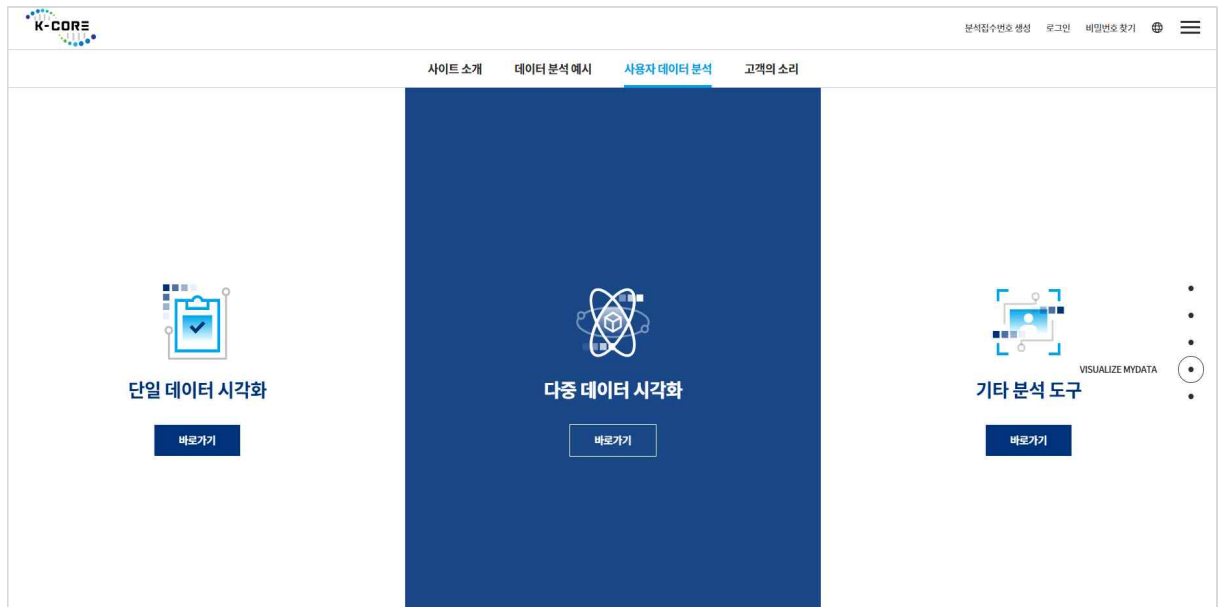 K-CORE
분석접수번호 생성 로그인 비밀번호 찾기
사이트 소개 데이터 분석 예시 사용자 데이터 분석 고객의 소리
단일 데이터 시각화
바로가기
다중 데이터 시각화
바로가기
VISUALIZE MYDATA
기타 분석 도구
바로가기